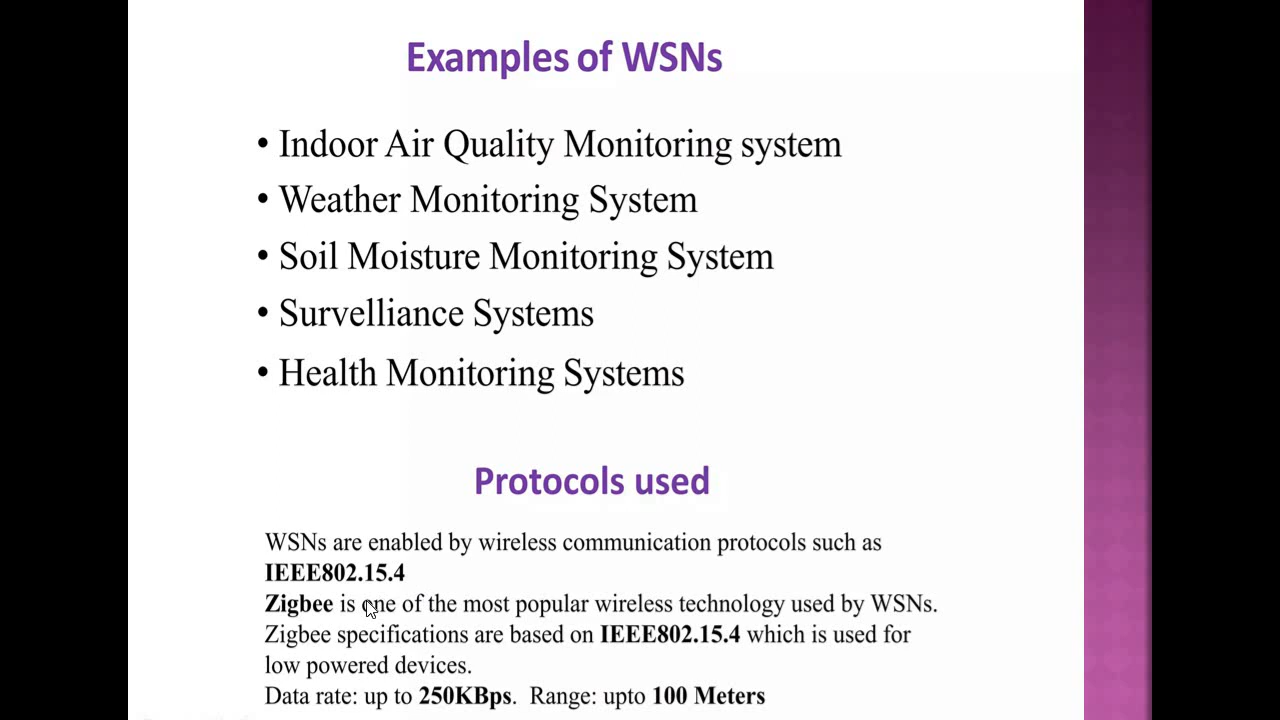 Examples of WSNs
• Indoor Air Quality Monitoring system
• Weather Monitoring System
• Soil Moisture Monitoring System
• Survelliance Systems
• Health Monitoring Systems
Protocols used
WSNs are enabled by wireless communication protocols such as
IEEE802.15.4
Zigbee is one of the most popular wireless technology used by WSNs.
Zigbee specifications are based on IEEE802.15.4 which is used for
low powered devices.
Data rate: up to 250KBps. Range: upto 100 Meters